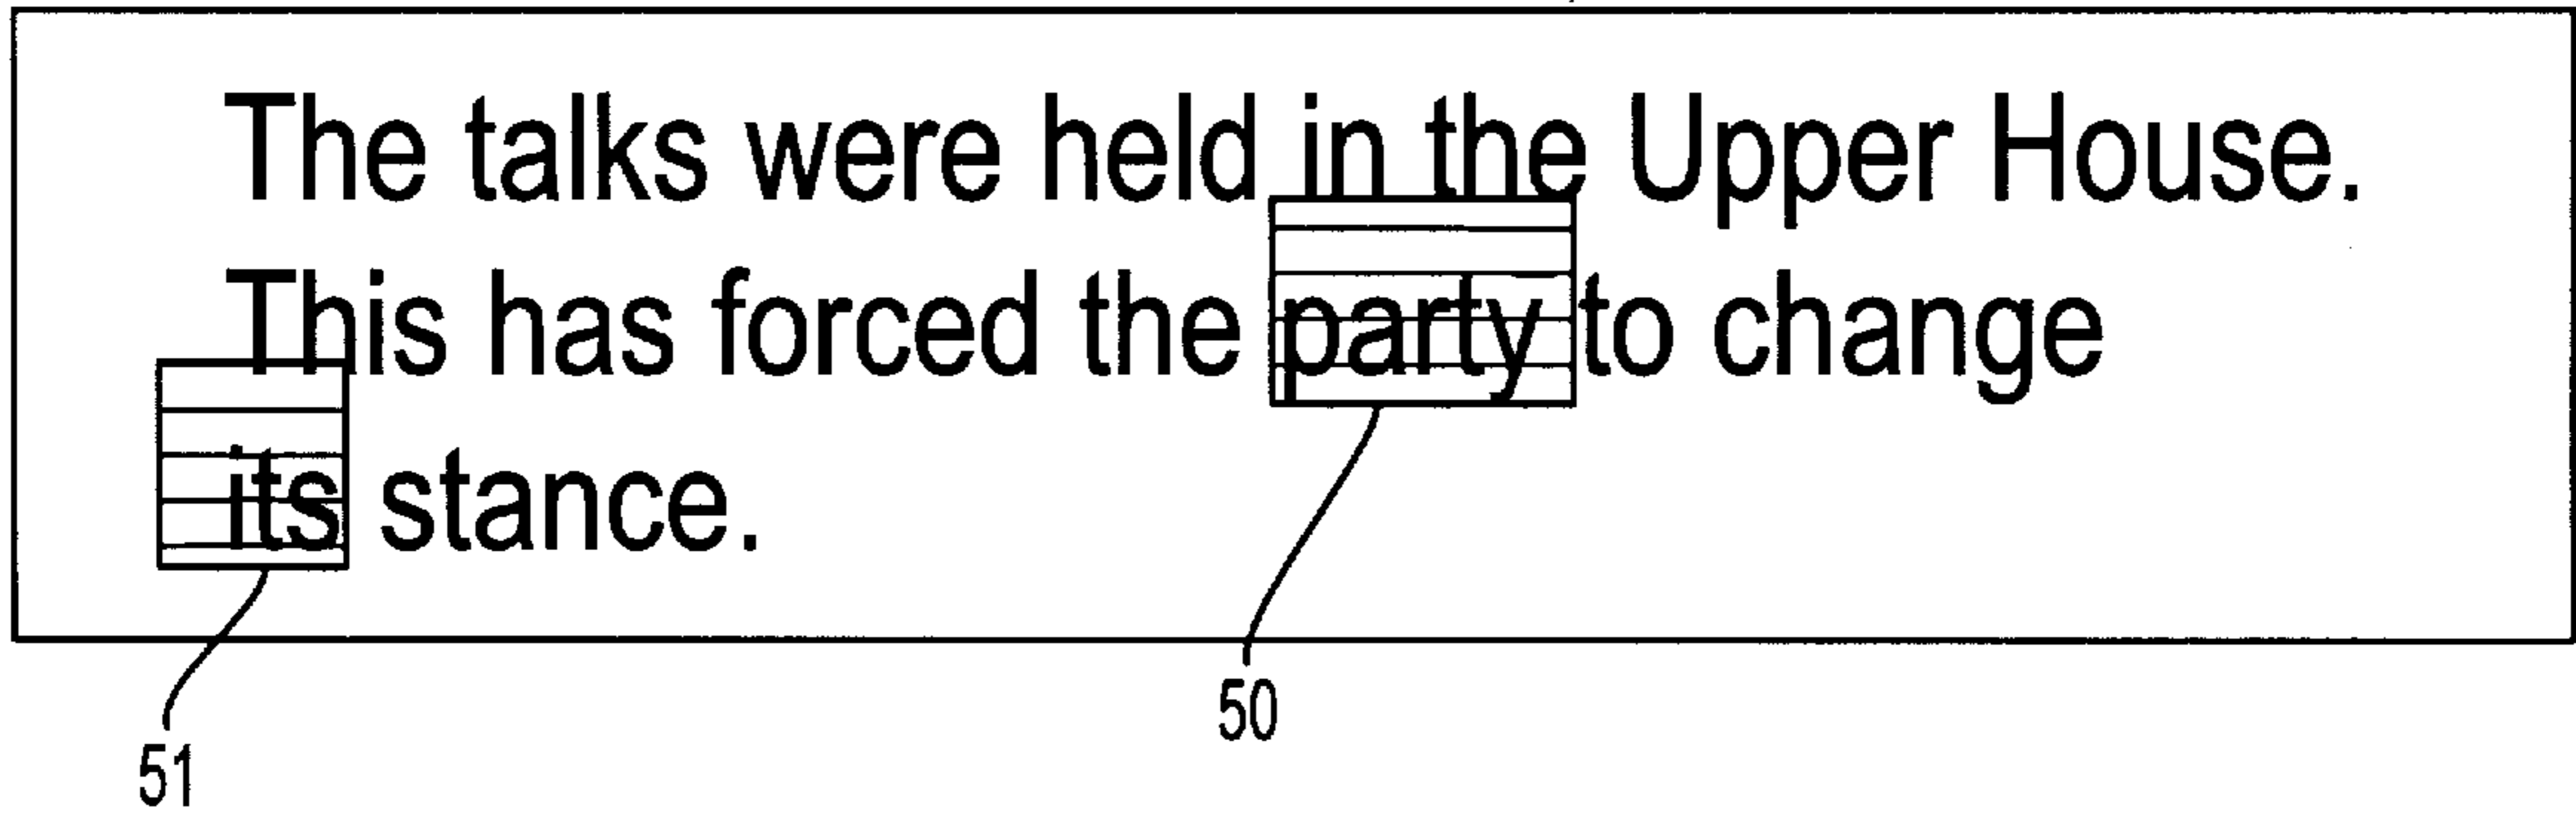 The talks were held in the Upper House.
This has forced the party to change
its stance.
50
51